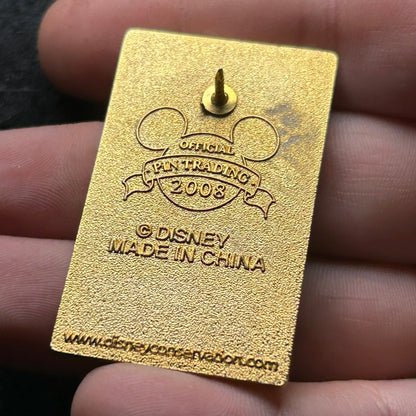 OFFICIAL
PIN TRADING
2008
© DISNEY
MADE IN CHINA
www.disneyconservation.com